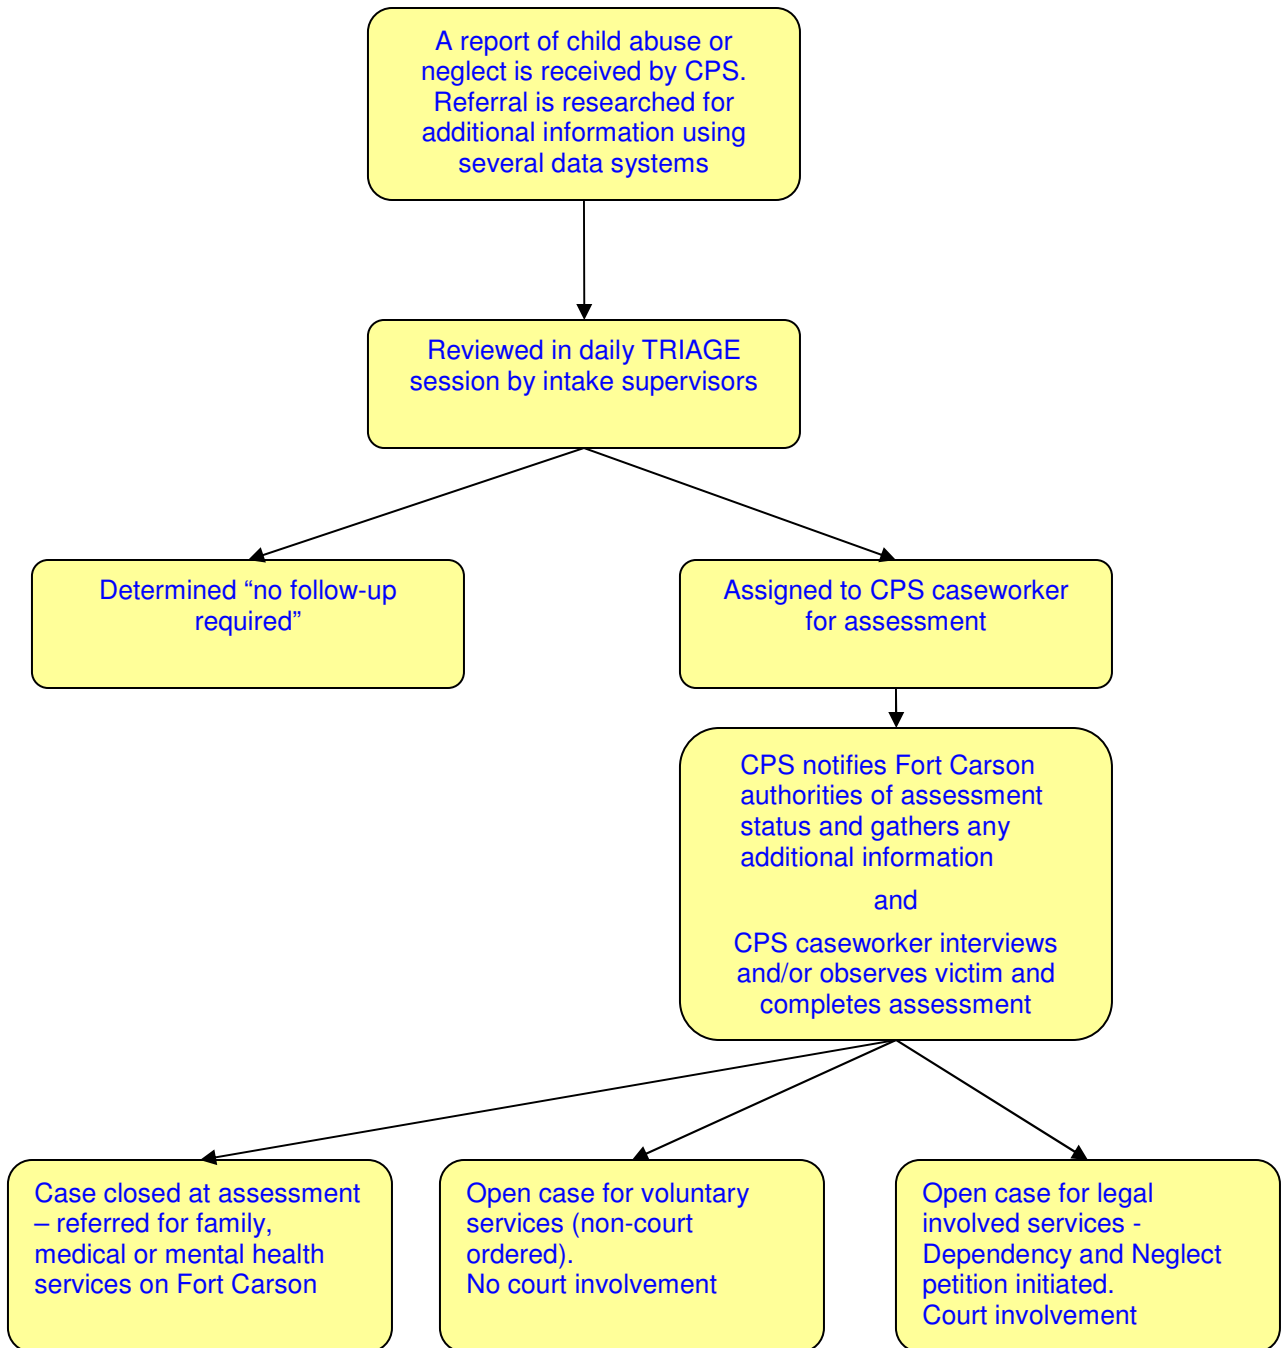 A report of child abuse or
neglect is received by CPS.
Referral is researched for
additional information using
several data systems
Reviewed in daily TRIAGE
session by intake supervisors
Determined “no follow-up
required”
Assigned to CPS caseworker
for assessment
CPS notifies Fort Carson
authorities of assessment
status and gathers any
additional information
and
CPS caseworker interviews
and/or observes victim and
completes assessment
Case closed at assessment
– referred for family,
medical or mental health
services on Fort Carson
Open case for voluntary
services (non-court
ordered).
No court involvement
Open case for legal
involved services -
Dependency and Neglect
petition initiated.
Court involvement